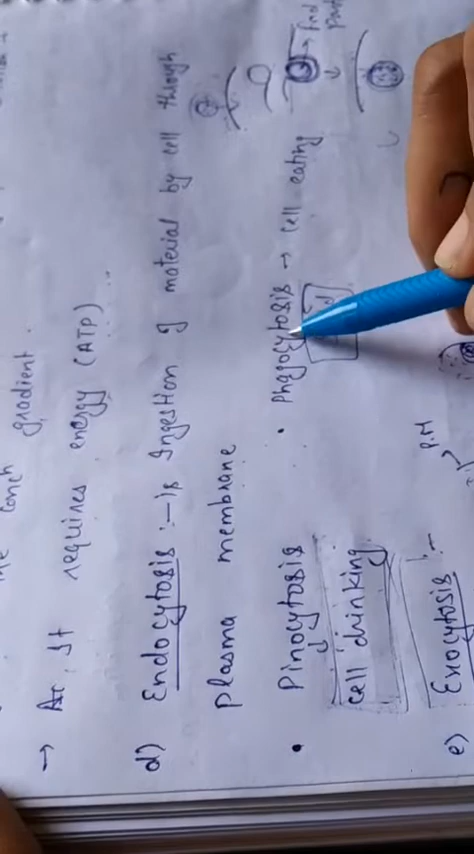 gradient.
→ At. It requires energy (ATP)
d) Endocytosis :- is Ingestion of material by cell through
plasma membrane
• Pinocytosis
cell drinking
• Phagocytosis → cell eating
P.M
e) Exocytosis :-